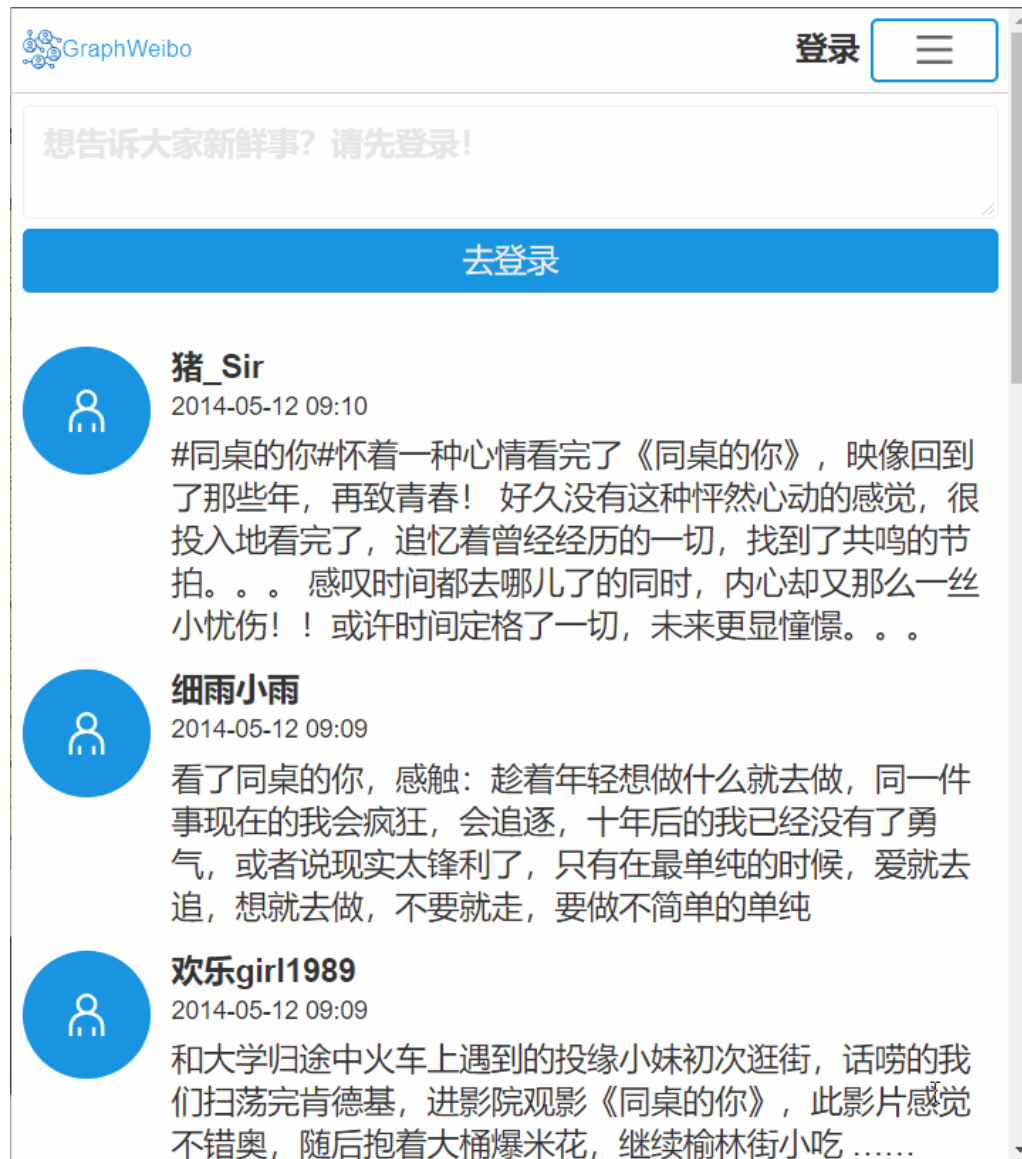 GraphWeibo
登录
想告诉大家新鲜事？请先登录！
去登录
猪_Sir
2014-05-12 09:10
#同桌的你#怀着一种心情看完了《同桌的你》，映像回到
了那些年，再致青春！ 好久没有这种怦然心动的感觉，很
投入地看完了，追忆着曾经经历的一切，找到了共鸣的节
拍。。。 感叹时间都去哪儿了的同时，内心却又那么一丝
小忧伤！！或许时间定格了一切，未来更显憧憬。。。
细雨小雨
2014-05-12 09:09
看了同桌的你，感触：趁着年轻想做什么就去做，同一件
事现在的我会疯狂，会追逐，十年后的我已经没有了勇
气，或者说现实太锋利了，只有在最单纯的时候，爱就去
追，想就去做，不要就走，要做不简单的单纯
欢乐girl1989
2014-05-12 09:09
和大学归途中火车上遇到的投缘小妹初次逛街，话唠的我
们扫荡完肯德基，进影院观影《同桌的你》，此影片感觉
不错奥，随后抱着大桶爆米花，继续榆林街小吃 ……